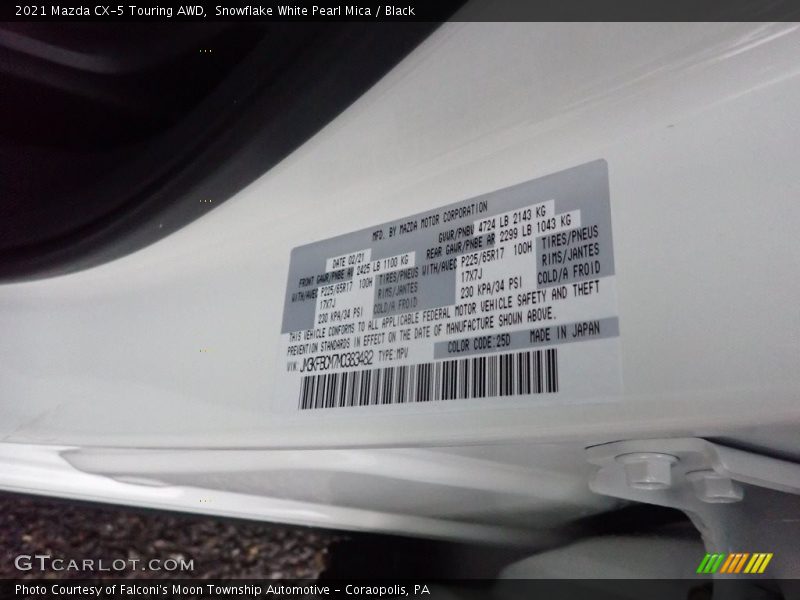 2021 Mazda CX-5 Touring AWD, Snowflake White Pearl Mica / Black
MFD. BY MAZDA MOTOR CORPORATION
DATE 02/21 GVWR/PNBV 4724 LB 2143 KG
FRONT GAWR/PNBE AV 2425 LB 1100 KG REAR GAWR/PNBE AR 2299 LB 1043 KG
WITH/AVEC P225/65R17 100H TIRES/PNEUS WITH/AVEC P225/65R17 100H TIRES/PNEUS
17X7J RIMS/JANTES 17X7J RIMS/JANTES
230 KPA/34 PSI COLD/A FROID 230 KPA/34 PSI COLD/A FROID
THIS VEHICLE CONFORMS TO ALL APPLICABLE FEDERAL MOTOR VEHICLE SAFETY AND THEFT
PREVENTION STANDARDS IN EFFECT ON THE DATE OF MANUFACTURE SHOWN ABOVE.
VIN: JM3KFBCM7M0383482 TYPE:MPV COLOR CODE:25D MADE IN JAPAN
GTCARLOT.COM
Photo Courtesy of Falconi's Moon Township Automotive - Coraopolis, PA